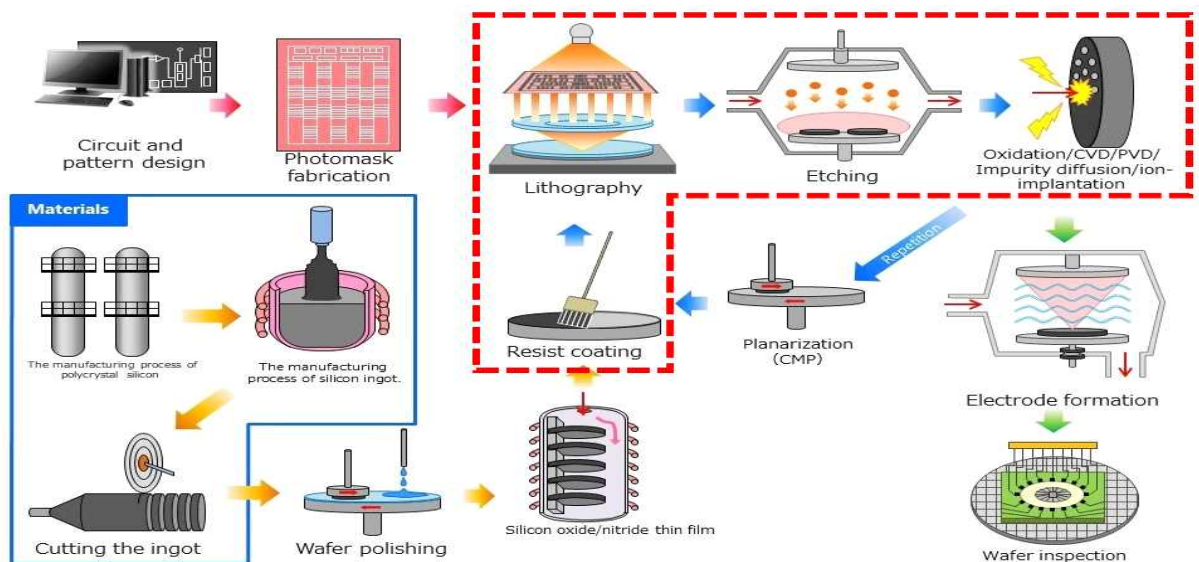 Circuit and
pattern design
Photomask
fabrication
Lithography
Etching
Oxidation/CVD/PVD/
Impurity diffusion/ion-
implantation
Materials
The manufacturing process of
polycrystal silicon
The manufacturing
process of silicon ingot.
Resist coating
Repetition
Planarization
(CMP)
Electrode formation
Cutting the ingot
Wafer polishing
Silicon oxide/nitride thin film
Wafer inspection